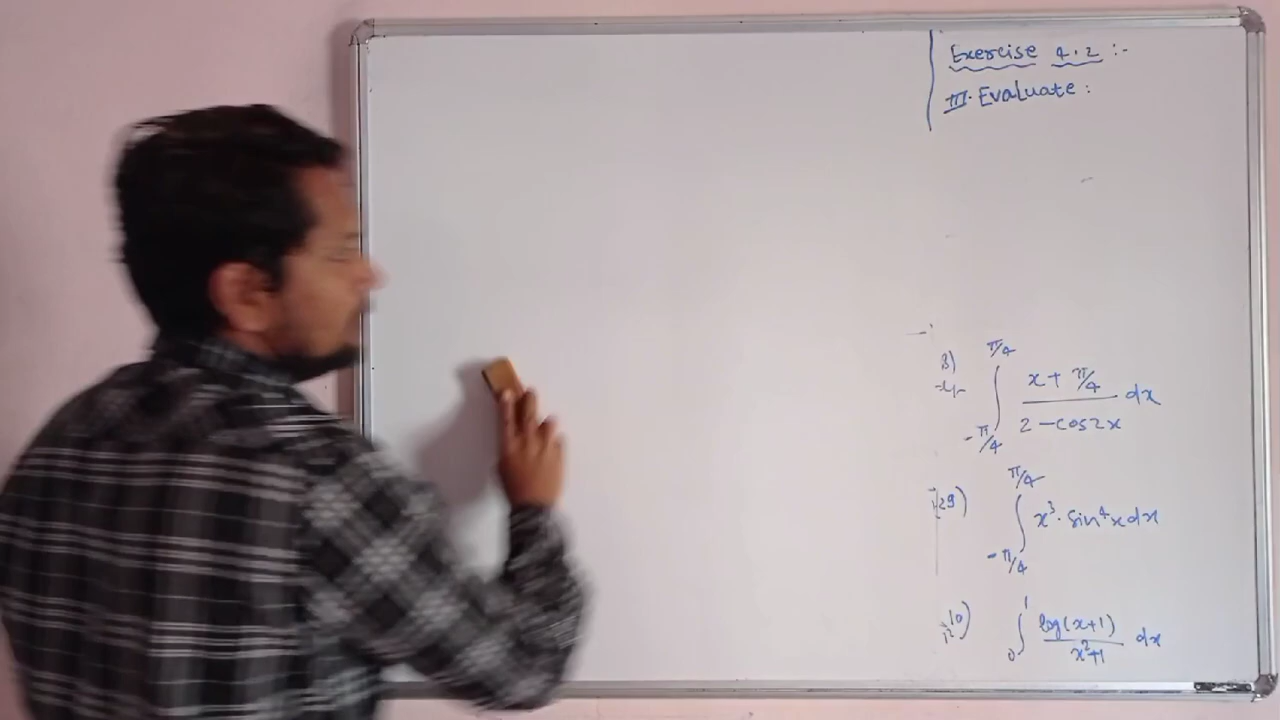 Exercise 4.2 :-
III. Evaluate :
8) ∫_{-π/4}^{π/4} (x + π/4)/(2 - cos2x) dx
9) ∫_{-π/4}^{π/4} x³. sin⁴x dx
10) ∫_0^1 log(x+1)/(x²+1) dx